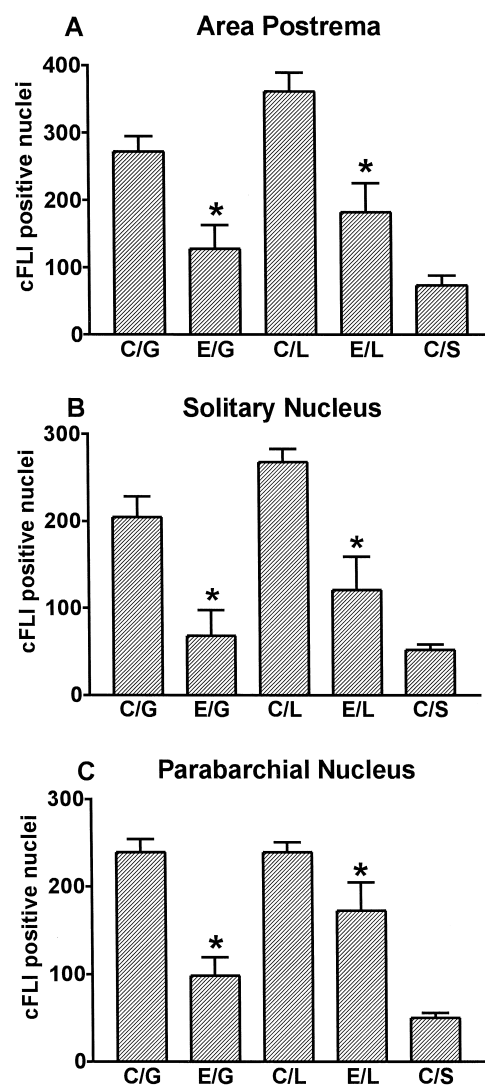 A Area Postrema
cFLI positive nuclei
400
300
200
100
0
* *
C/G E/G C/L E/L C/S
B Solitary Nucleus
cFLI positive nuclei
300
200
100
0
* *
C/G E/G C/L E/L C/S
C Parabarchial Nucleus
cFLI positive nuclei
300
200
100
0
* *
C/G E/G C/L E/L C/S